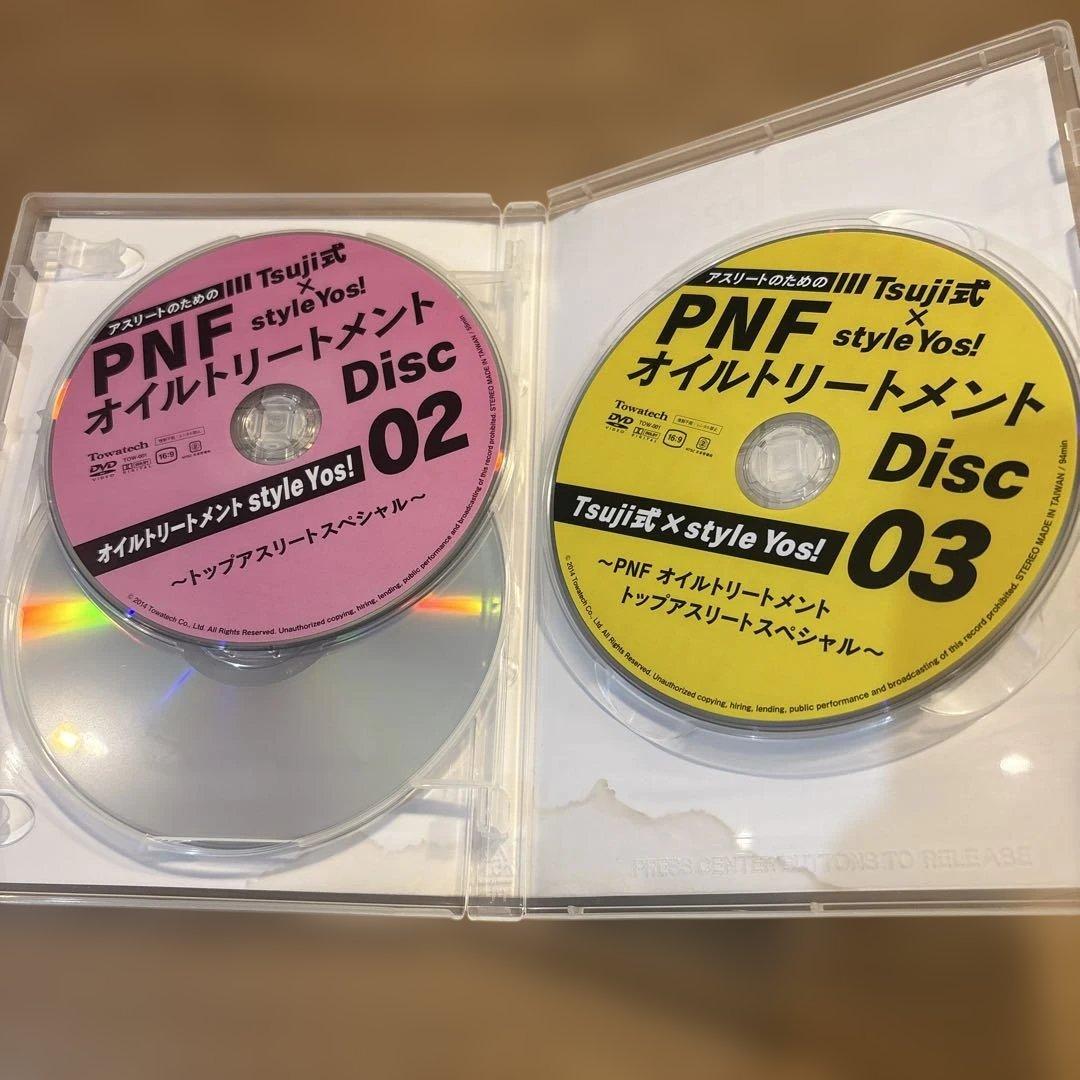 アスリートのための
Tsuji式
×
style Yos!
PNF
オイルトリートメント
Disc
02
Towatech
DVD
VIDEO
TOW-001
16:9
オイルトリートメント style Yos!
～トップアスリートスペシャル～
© 2014 Towatech Co., Ltd. All Rights Reserved. Unauthorized copying, hiring, lending, public performance and broadcasting of this record prohibited. STEREO MADE IN TAIWAN / 59min
アスリートのための
Tsuji式
×
style Yos!
PNF
オイルトリートメント
Disc
03
Towatech
DVD
VIDEO
TOW-001
16:9
Tsuji式 × style Yos!
～PNF オイルトリートメント
トップアスリートスペシャル～
© 2014 Towatech Co., Ltd. All Rights Reserved. Unauthorized copying, hiring, lending, public performance and broadcasting of this record prohibited. STEREO MADE IN TAIWAN / 94min
PRESS CENTER BUTTONS TO RELEASE